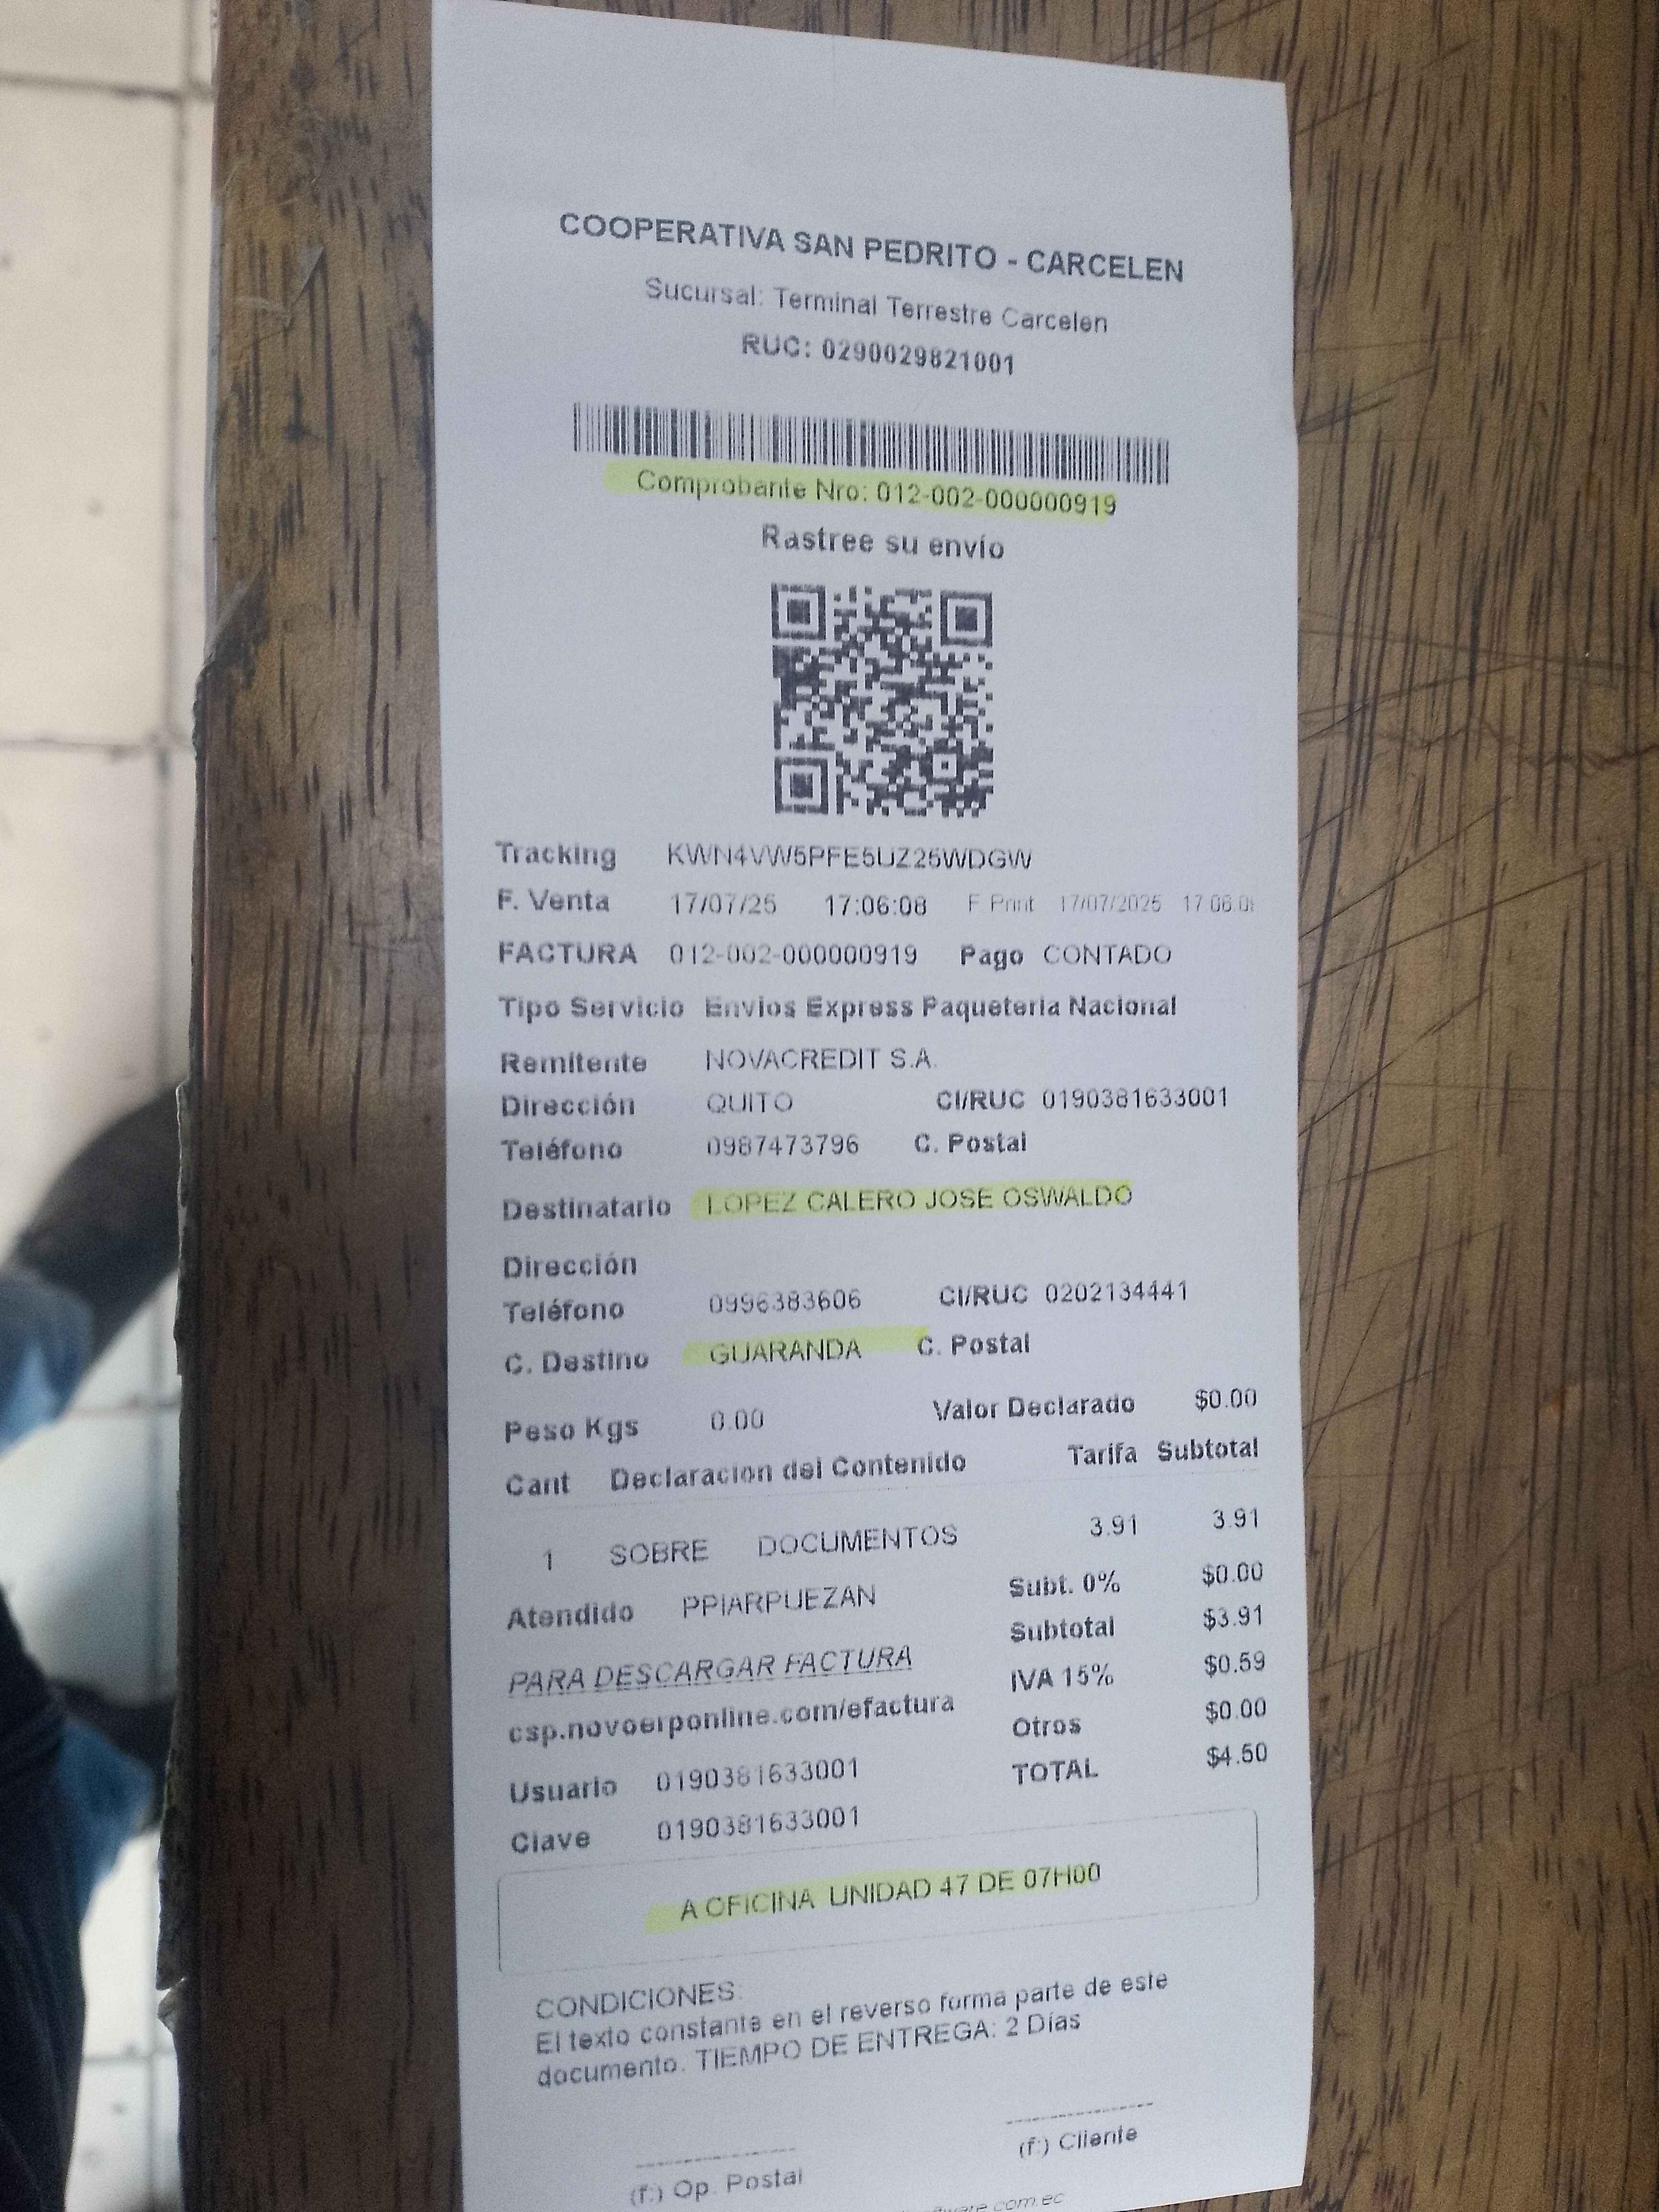 COOPERATIVA SAN PEDRITO - CARCELEN
Sucursal: Terminal Terrestre Carcelen
RUC: 0290029821001
Comprobante Nro: 012-002-000000919
Rastree su envío
Tracking KWN4VW5PFE5UZ25WDGW
F. Venta 17/07/25 17:06:08 F Print 17/07/2025 17:06:0
FACTURA 012-002-000000919 Pago CONTADO
Tipo Servicio Envios Express Paqueteria Nacional
Remitente NOVACREDIT S.A.
Dirección QUITO CI/RUC 0190381633001
Teléfono 0987473796 C. Postal
Destinatario LOPEZ CALERO JOSE OSWALDO
Dirección
Teléfono 0996383606 CI/RUC 0202134441
C. Destino GUARANDA C. Postal
Peso Kgs 0.00 Valor Declarado $0.00
Cant Declaracion del Contenido Tarifa Subtotal
1 SOBRE DOCUMENTOS 3.91 3.91
Atendido PPIARPUEZAN Subt. 0% $0.00
Subtotal $3.91
PARA DESCARGAR FACTURA IVA 15% $0.59
csp.novoerponline.com/efactura Otros $0.00
Usuario 0190381633001 TOTAL $4.50
Clave 0190381633001
A OFICINA UNIDAD 47 DE 07H00
CONDICIONES:
El texto constante en el reverso forma parte de este
documento. TIEMPO DE ENTREGA: 2 Días
(f:) Op. Postal (f:) Cliente